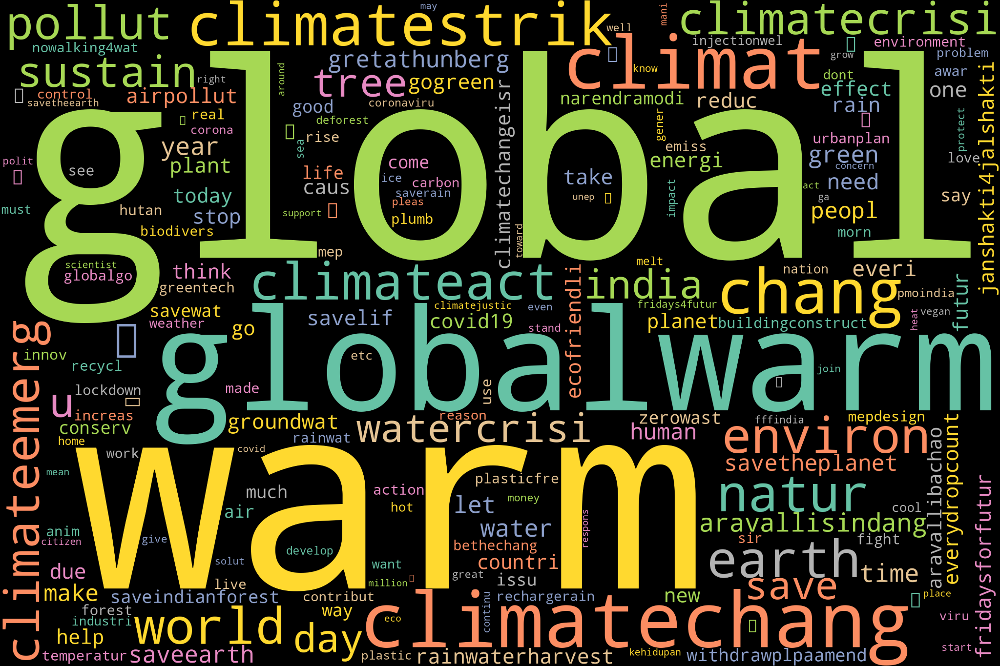 pollut
climatestrik
may
well
mani
climatecrisi
nowalking4wat
injectionwel
environment
sustain
right
around
gretathunberg
tree
gogreen
climat
know
grow
problem
dont
awar
control
airpollut
savetheearth
good
coronaviru
climatechangeisr
narendramodi
reduc
effect
one
rain
janshakti4jalshakti
global
real
corona
deforest
rise
sea
gener
emiss
urbanplan
protect
year
polit
see
plant
come
life
ice
carbon
caus
saverain
pleas
take
unep
energi
green
concern
love
need
act
ga
impact
say
today
must
hutan
stop
support
plumb
peopl
biodivers
mep
toward
morn
scientist
globalgo
think
greentech
climateact
melt
india
chang
nation
everi
ecofriendli
pmoindia
futur
savewat
weather
go
savelif
climatejustic
covid19
even
stand
fridays4futur
planet
buildingconstruct
heat
vegan
climateemerg
globalwarm
innov
recycl
etc
join
lockdown
made
use
u
increas
conserv
home
groundwat
reason
rainwat
watercrisi
zerowast
human
fffindia
mepdesign
environ
savetheplanet
aravallibachao
everydropcount
work
covid
mean
warm
much
air
action
hot
plasticfre
let
money
natur
cool
fridaysforfutur
anim
citizen
give
develop
solut
water
bethechang
respons
aravallisindang
sir
fight
due
want
countri
great
issu
earth
time
make
live
million
saveindianforest
contribut
rechargerain
continu
new
save
place
forest
industri
world
way
day
eco
climatechang
viru
help
temperatur
saveearth
plastic
rainwaterharvest
kehidupan
withdrawplpaamend
start